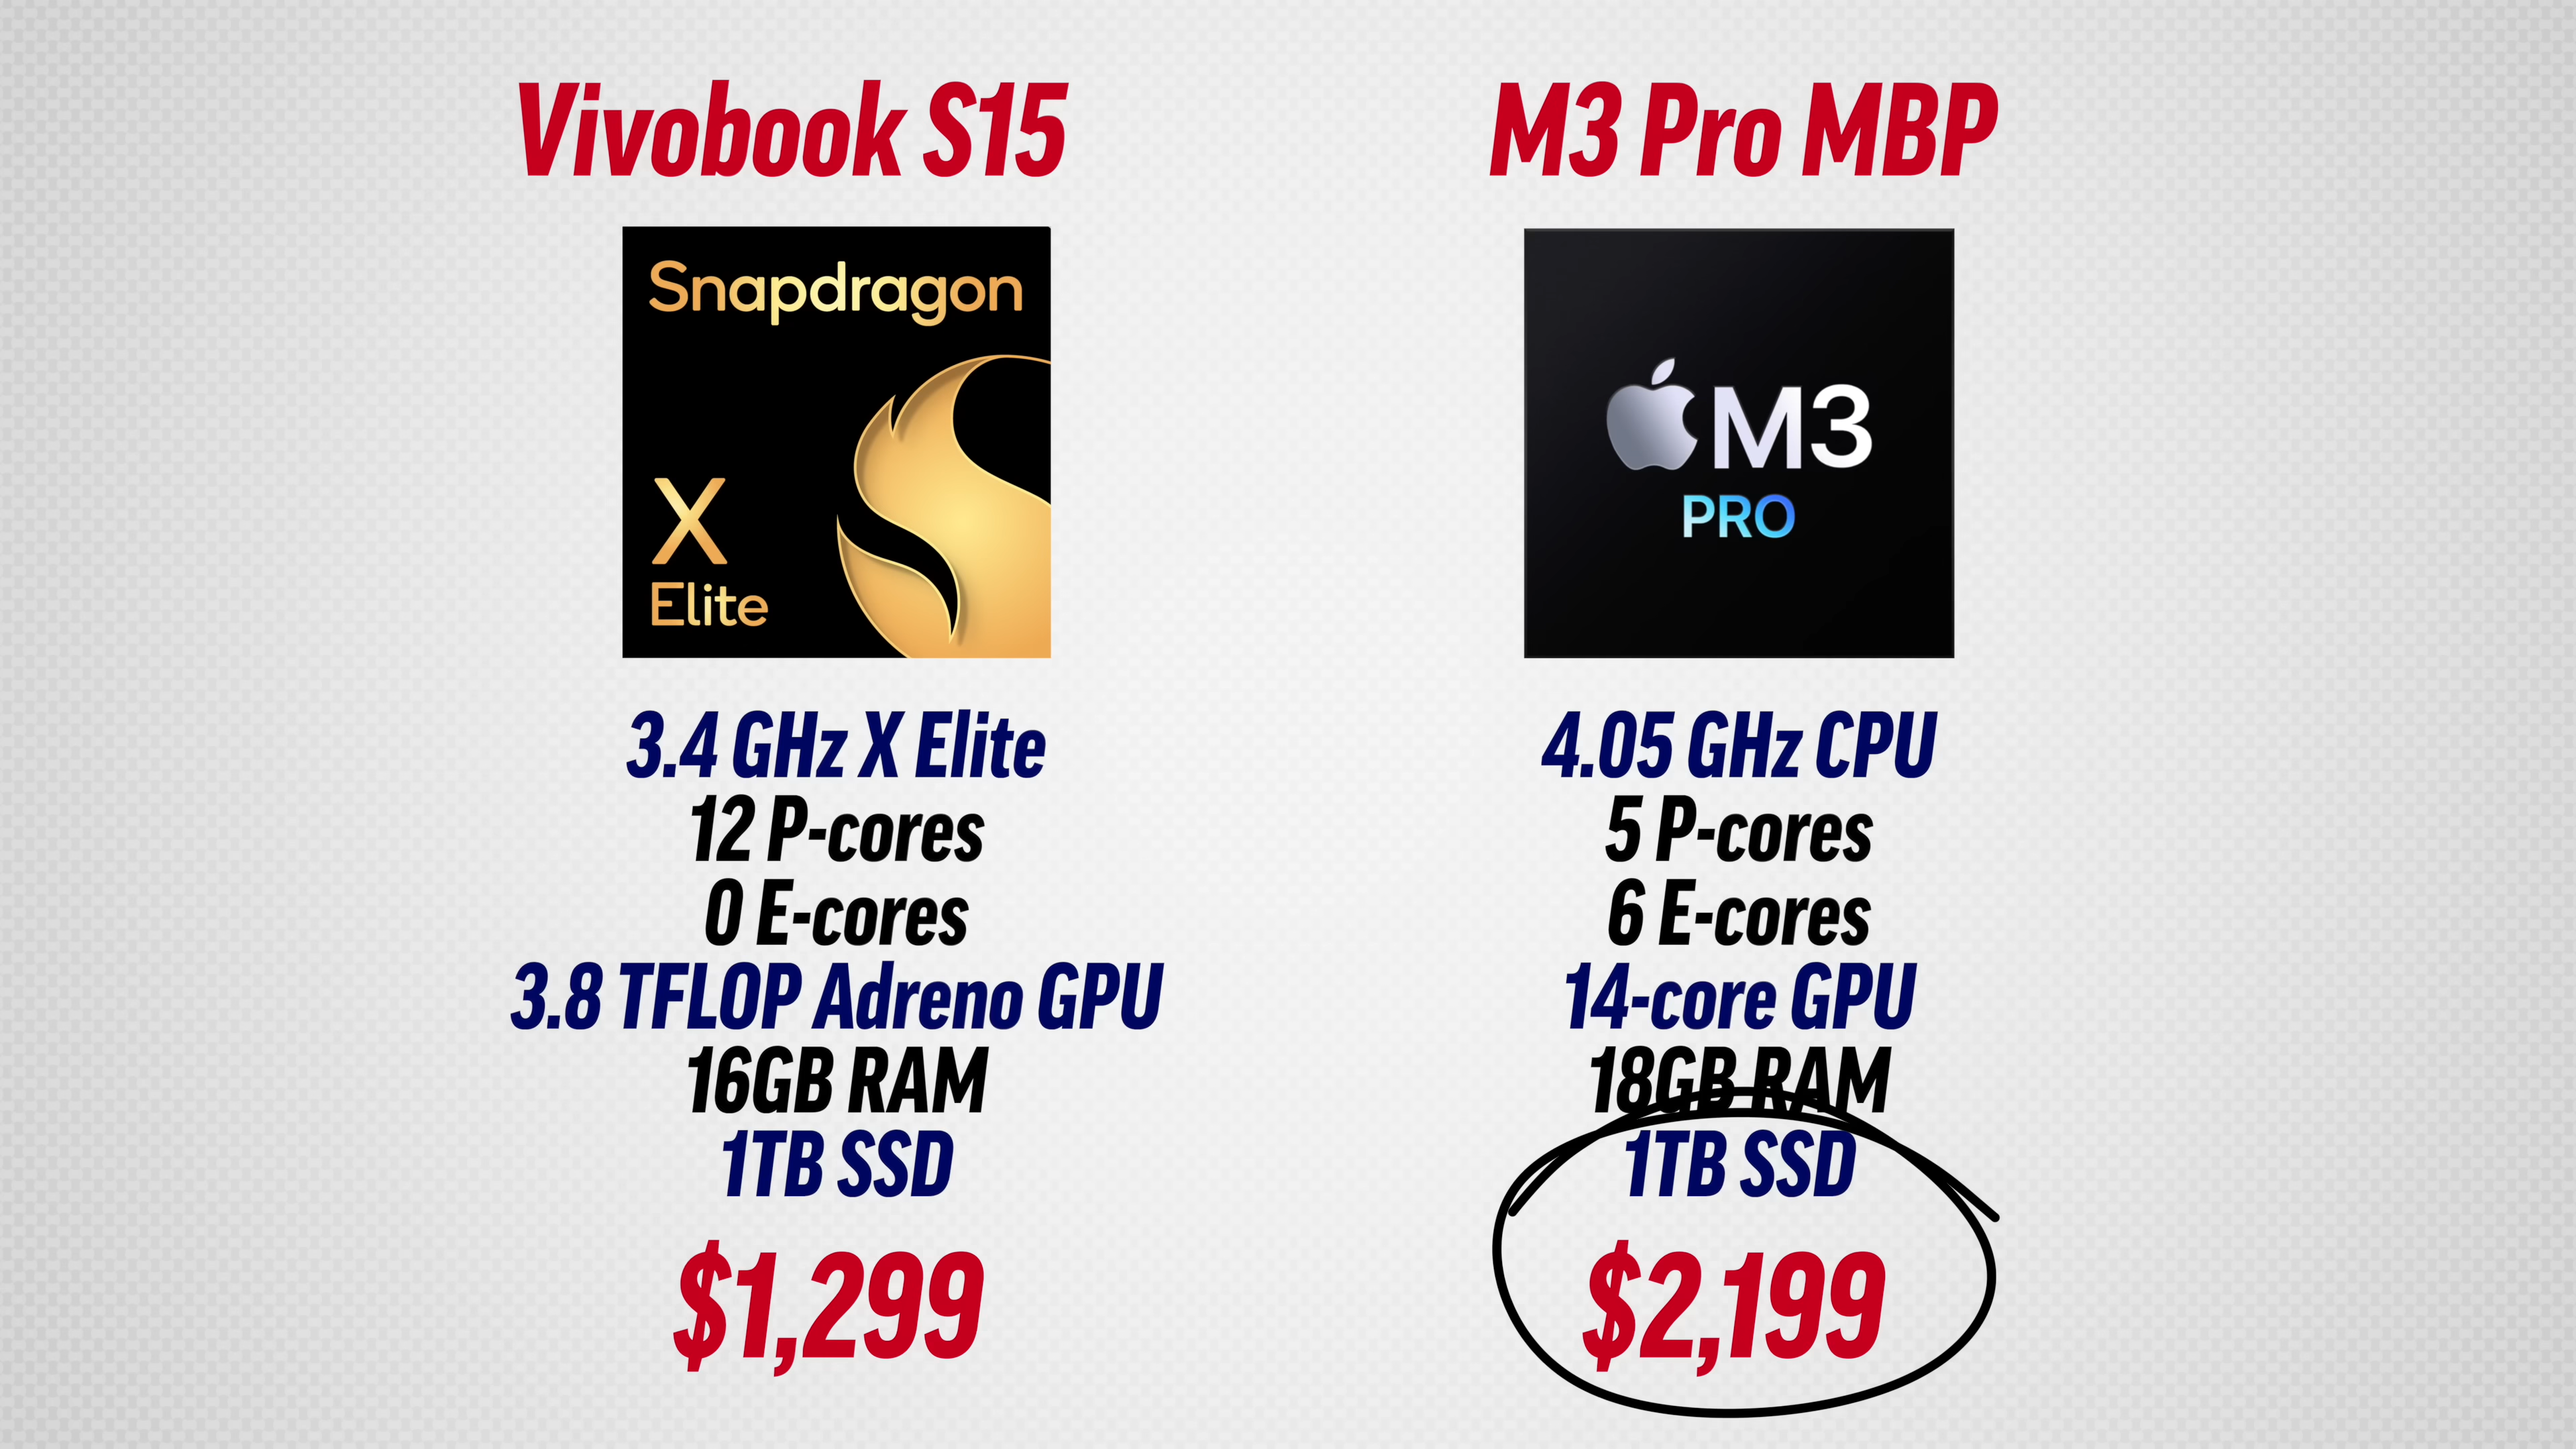 Vivobook S15
Snapdragon
X
Elite
3.4 GHz X Elite
12 P-cores
0 E-cores
3.8 TFLOP Adreno GPU
16GB RAM
1TB SSD
$1,299
M3 Pro MBP
M3
PRO
4.05 GHz CPU
5 P-cores
6 E-cores
14-core GPU
18GB RAM
1TB SSD
$2,199